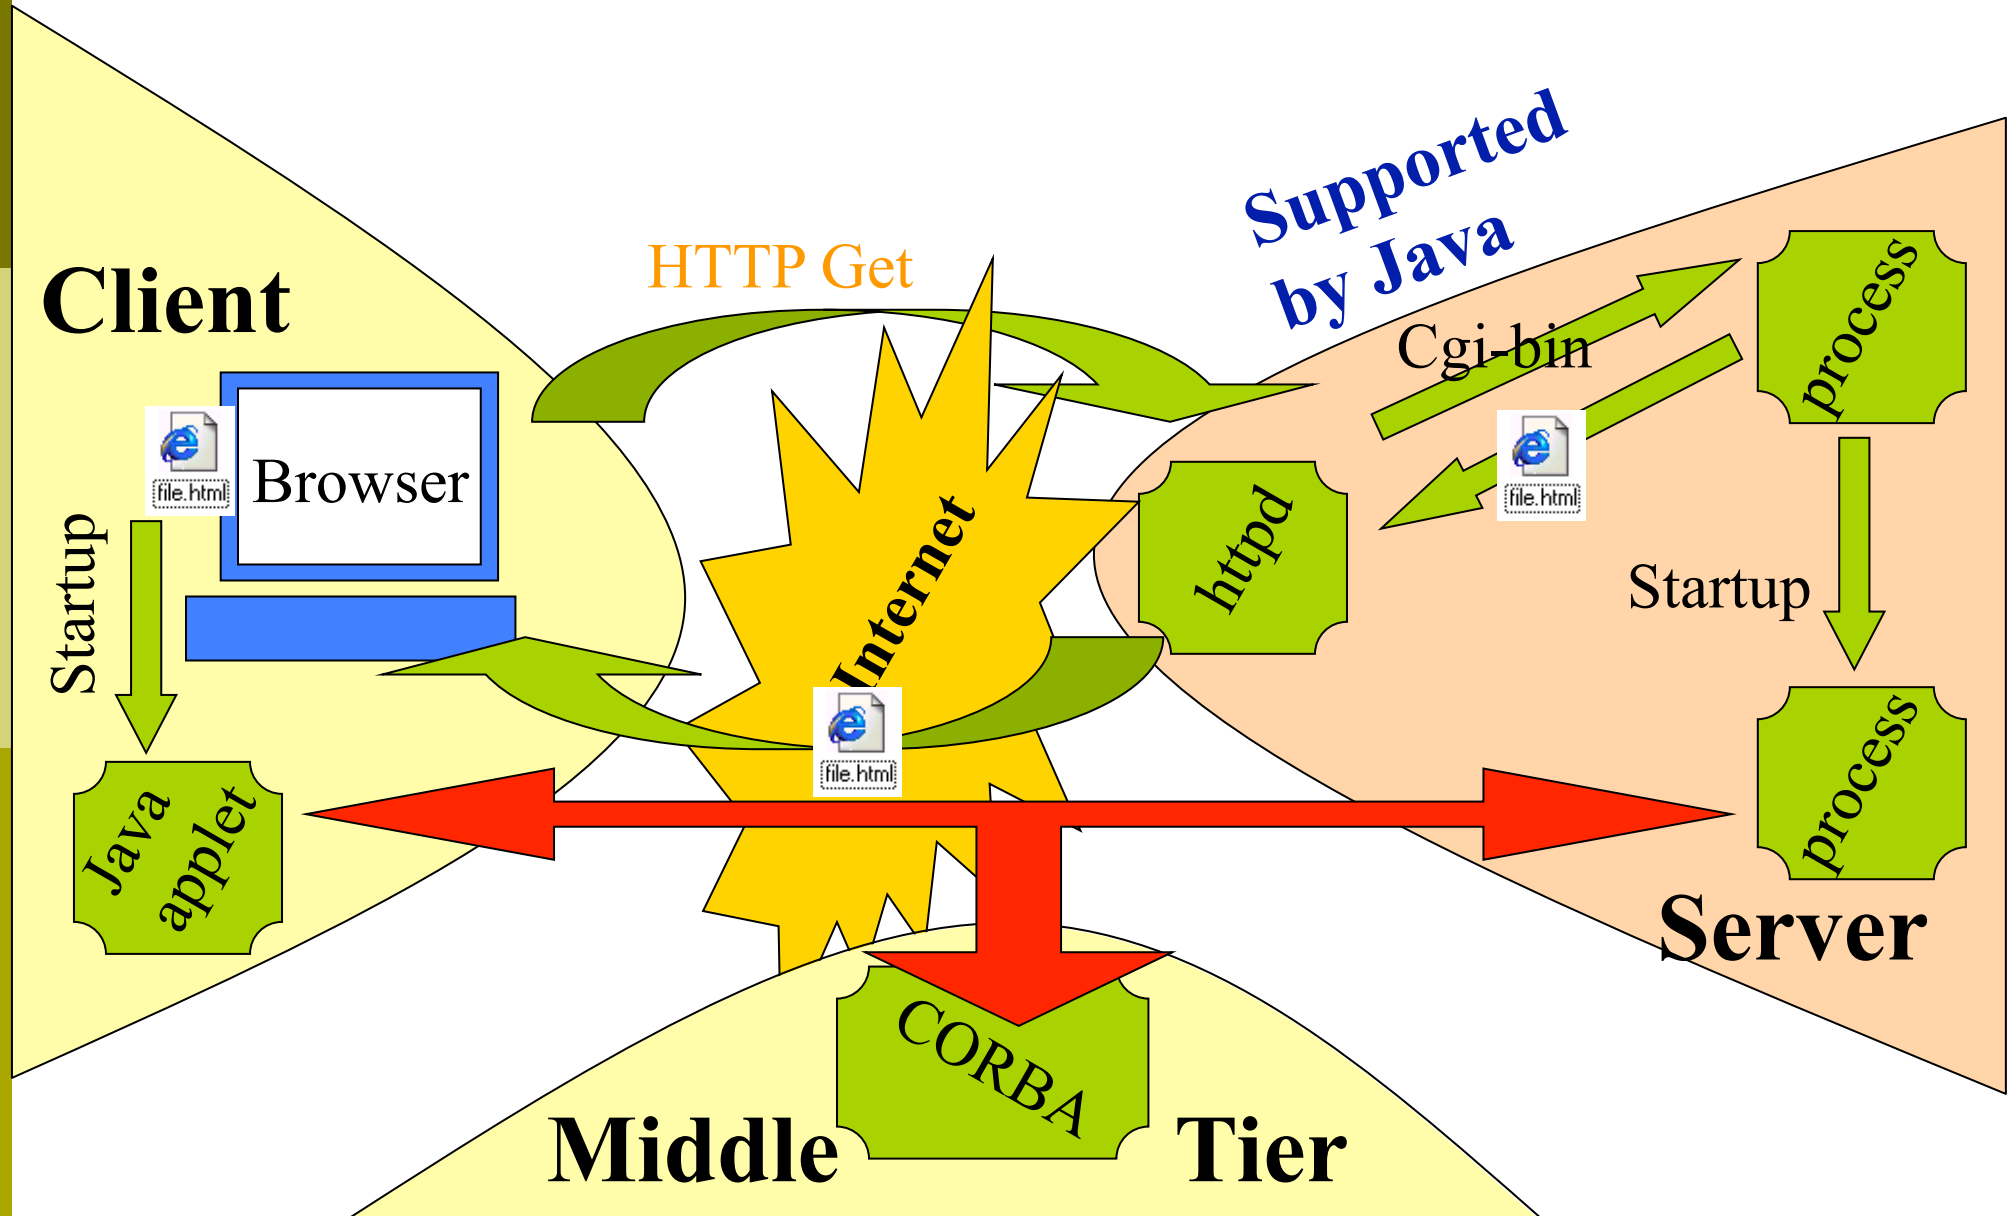 Supported
by Java
HTTP Get
Client
Cgi-bin
process
file.html
Browser
file.html
Internet
httpd
Startup
Startup
file.html
process
Java
applet
Server
CORBA
Middle
Tier